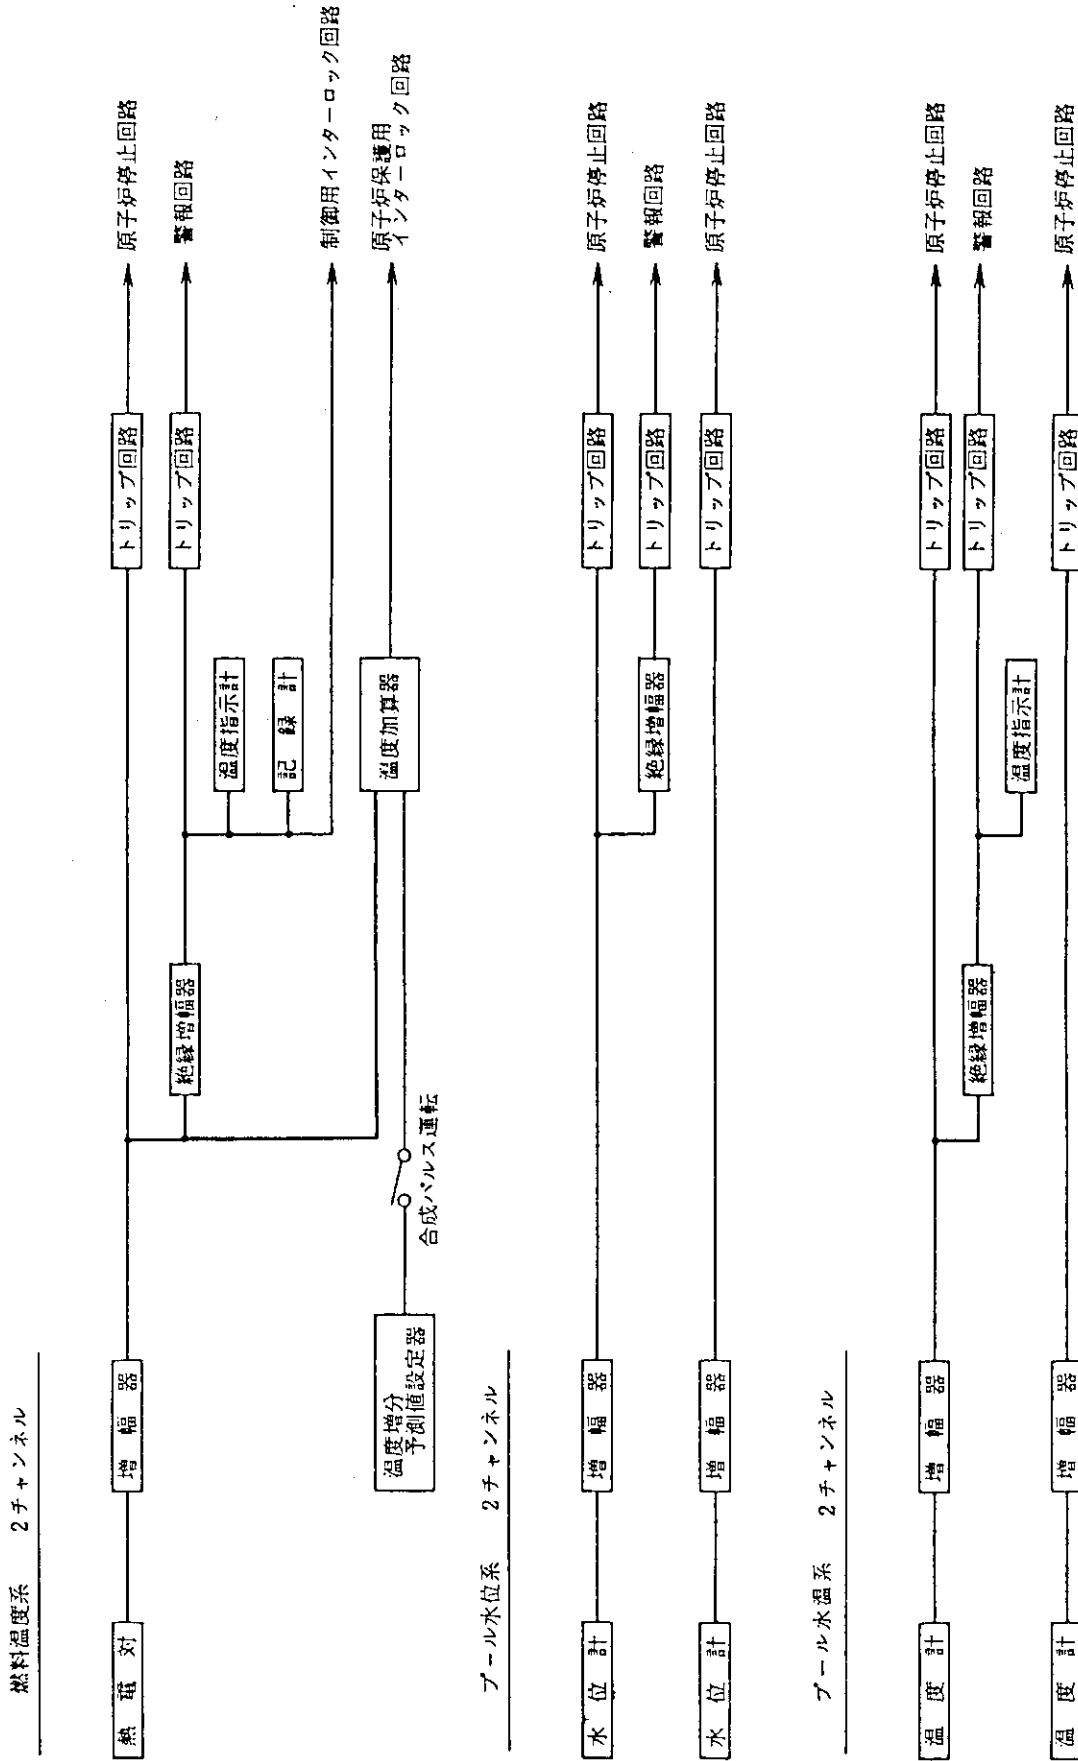 燃料温度系 2チャンネル
熱電対
増幅器
トリップ回路
原子炉停止回路
絶縁増幅器
トリップ回路
警報回路
温度指示計
記録計
制御用インターロック回路
温度増分
予測値設定器
合成パルス運転
温度加算器
原子炉保護用
インターロック回路
プール水位系 2チャンネル
水位計
増幅器
トリップ回路
原子炉停止回路
絶縁増幅器
トリップ回路
警報回路
水位計
増幅器
トリップ回路
原子炉停止回路
プール水温系 2チャンネル
温度計
増幅器
トリップ回路
原子炉停止回路
絶縁増幅器
トリップ回路
警報回路
温度指示計
温度計
増幅器
トリップ回路
原子炉停止回路